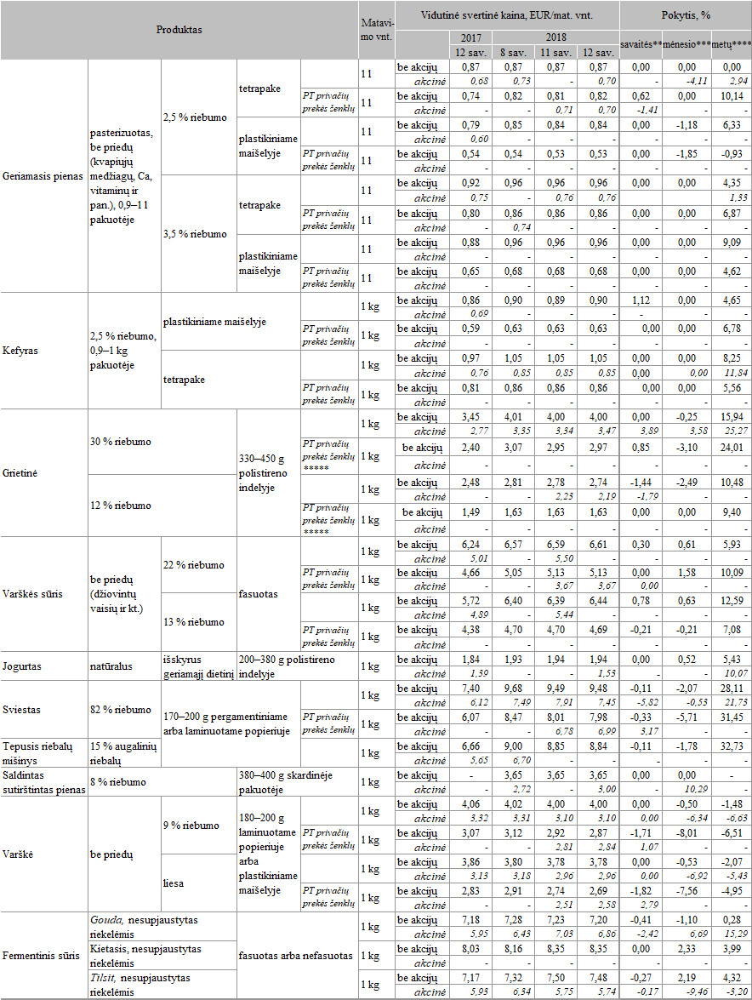 Produktas Matavi- Vidutinė svertinė kaina, EUR/mat. vnt. Pokytis, %
mo vnt. 2017 2018 savaitės** mėnesio*** metų****
12 sav. 8 sav. 11 sav. 12 sav.
Geriamasis pienas
pasterizuotas,
be priedų
(kvapiųjų
medžiagų, Ca,
vitaminų ir
pan.), 0,9–1 l
pakuotėje
2,5 % riebumo
tetrapake
1 l be akcijų 0,87 0,87 0,87 0,87 0,00 0,00 0,00
akcinė 0,68 0,73 - 0,70 - -4,11 2,94
PT privačių
prekės ženklų
1 l be akcijų 0,74 0,82 0,81 0,82 0,62 0,00 10,14
akcinė - - 0,71 0,70 -1,41 - -
plastikiniame
maišelyje
1 l be akcijų 0,79 0,85 0,84 0,84 0,00 -1,18 6,33
akcinė 0,60 - - - - - -
PT privačių
prekės ženklų
1 l be akcijų 0,54 0,54 0,53 0,53 0,00 -1,85 -0,93
akcinė - - - - - - -
3,5 % riebumo
tetrapake
1 l be akcijų 0,92 0,96 0,96 0,96 0,00 0,00 4,35
akcinė 0,75 - 0,76 0,76 1,33
PT privačių
prekės ženklų
1 l be akcijų 0,80 0,86 0,86 0,86 0,00 0,00 6,87
akcinė - 0,74 - - - - -
plastikiniame
maišelyje
1 l be akcijų 0,88 0,96 0,96 0,96 0,00 0,00 9,09
akcinė - - - - - - -
PT privačių
prekės ženklų
1 l be akcijų 0,65 0,68 0,68 0,68 0,00 0,00 4,62
akcinė - - - - - - -
Kefyras
2,5 % riebumo,
0,9–1 kg
pakuotėje
plastikiniame maišelyje
1 kg be akcijų 0,86 0,90 0,89 0,90 1,12 0,00 4,65
akcinė 0,69 - - - - - -
PT privačių
prekės ženklų
1 kg be akcijų 0,59 0,63 0,63 0,63 0,00 0,00 6,78
akcinė - - - - - - -
tetrapake
1 kg be akcijų 0,97 1,05 1,05 1,05 0,00 0,00 8,25
akcinė 0,76 0,85 0,85 0,85 0,00 0,00 11,84
PT privačių
prekės ženklų
1 kg be akcijų 0,81 0,86 0,86 0,86 0,00 0,00 5,56
akcinė - - - - - - -
Grietinė
30 % riebumo
330–450 g
polistireno
indelyje
1 kg be akcijų 3,45 4,01 4,00 4,00 0,00 -0,25 15,94
akcinė 2,77 3,35 3,34 3,47 3,89 3,58 25,27
PT privačių
prekės ženklų
*****
1 kg be akcijų 2,40 3,07 2,95 2,97 0,85 -3,10 24,01
akcinė - - - - - - -
12 % riebumo
1 kg be akcijų 2,48 2,81 2,78 2,74 -1,44 -2,49 10,48
akcinė - - 2,23 2,19 -1,79 - -
PT privačių
prekės ženklų
*****
1 kg be akcijų 1,49 1,63 1,63 1,63 0,00 0,00 9,40
akcinė - - - - - - -
Varškės sūris
be priedų
(džiovintų
vaisių ir kt.)
22 % riebumo
fasuotas
1 kg be akcijų 6,24 6,57 6,59 6,61 0,30 0,61 5,93
akcinė 5,01 - 5,50 - - - -
PT privačių
prekės ženklų
1 kg be akcijų 4,66 5,05 5,13 5,13 0,00 1,58 10,09
akcinė - - 3,67 3,67 0,00 - -
13 % riebumo
1 kg be akcijų 5,72 6,40 6,39 6,44 0,78 0,63 12,59
akcinė 4,89 - 5,44 - - - -
PT privačių
prekės ženklų
1 kg be akcijų 4,38 4,70 4,70 4,69 -0,21 -0,21 7,08
akcinė - - - - - - -
Jogurtas
natūralus
išskyrus
geriamąjį dietinį
200–380 g polistireno
indelyje
1 kg be akcijų 1,84 1,93 1,94 1,94 0,00 0,52 5,43
akcinė 1,39 - - 1,53 - - 10,07
Sviestas
82 % riebumo
170–200 g pergamentiniame
arba laminuotame popieriuje
1 kg be akcijų 7,40 9,68 9,49 9,48 -0,11 -2,07 28,11
akcinė 6,12 7,49 7,91 7,45 -5,82 -0,53 21,73
PT privačių
prekės ženklų
1 kg be akcijų 6,07 8,47 8,01 7,98 -0,33 -5,71 31,45
akcinė - - 6,78 6,99 3,17 - -
Tepusis riebalų
mišinys
15 % augalinių
riebalų
1 kg be akcijų 6,66 9,00 8,85 8,84 -0,11 -1,78 32,73
akcinė 5,65 6,70 - - - - -
Saldintas
sutirštintas pienas
8 % riebumo
380–400 g skardinėje
pakuotėje
1 kg be akcijų - 3,65 3,65 3,65 0,00 0,00 -
akcinė - 2,72 - 3,00 - 10,29 -
Varškė
be priedų
9 % riebumo
180–200 g
laminuotame
popieriuje
arba
plastikiniame
maišelyje
1 kg be akcijų 4,06 4,02 4,00 4,00 0,00 -0,50 -1,48
akcinė 3,32 3,31 3,10 3,10 0,00 -6,34 -6,63
PT privačių
prekės ženklų
1 kg be akcijų 3,07 3,12 2,92 2,87 -1,71 -8,01 -6,51
akcinė - - 2,81 2,84 1,07 - -
liesa
1 kg be akcijų 3,86 3,80 3,78 3,78 0,00 -0,53 -2,07
akcinė 3,13 3,18 2,96 2,96 0,00 -6,92 -5,43
PT privačių
prekės ženklų
1 kg be akcijų 2,83 2,91 2,74 2,69 -1,82 -7,56 -4,95
akcinė - - 2,51 2,58 2,79 - -
Fermentinis sūris
Gouda, nesupjaustytas
riekelėmis
fasuotas arba nefasuotas
1 kg be akcijų 7,18 7,28 7,23 7,20 -0,41 -1,10 0,28
akcinė 5,95 6,43 7,03 6,86 -2,42 6,69 15,29
Kietasis, nesupjaustytas
riekelėmis
1 kg be akcijų 8,03 8,16 8,35 8,35 0,00 2,33 3,99
akcinė - - - - - - -
Tilsit, nesupjaustytas
riekelėmis
1 kg be akcijų 7,17 7,32 7,50 7,48 -0,27 2,19 4,32
akcinė 5,93 6,34 5,75 5,74 -0,17 -9,46 -3,20